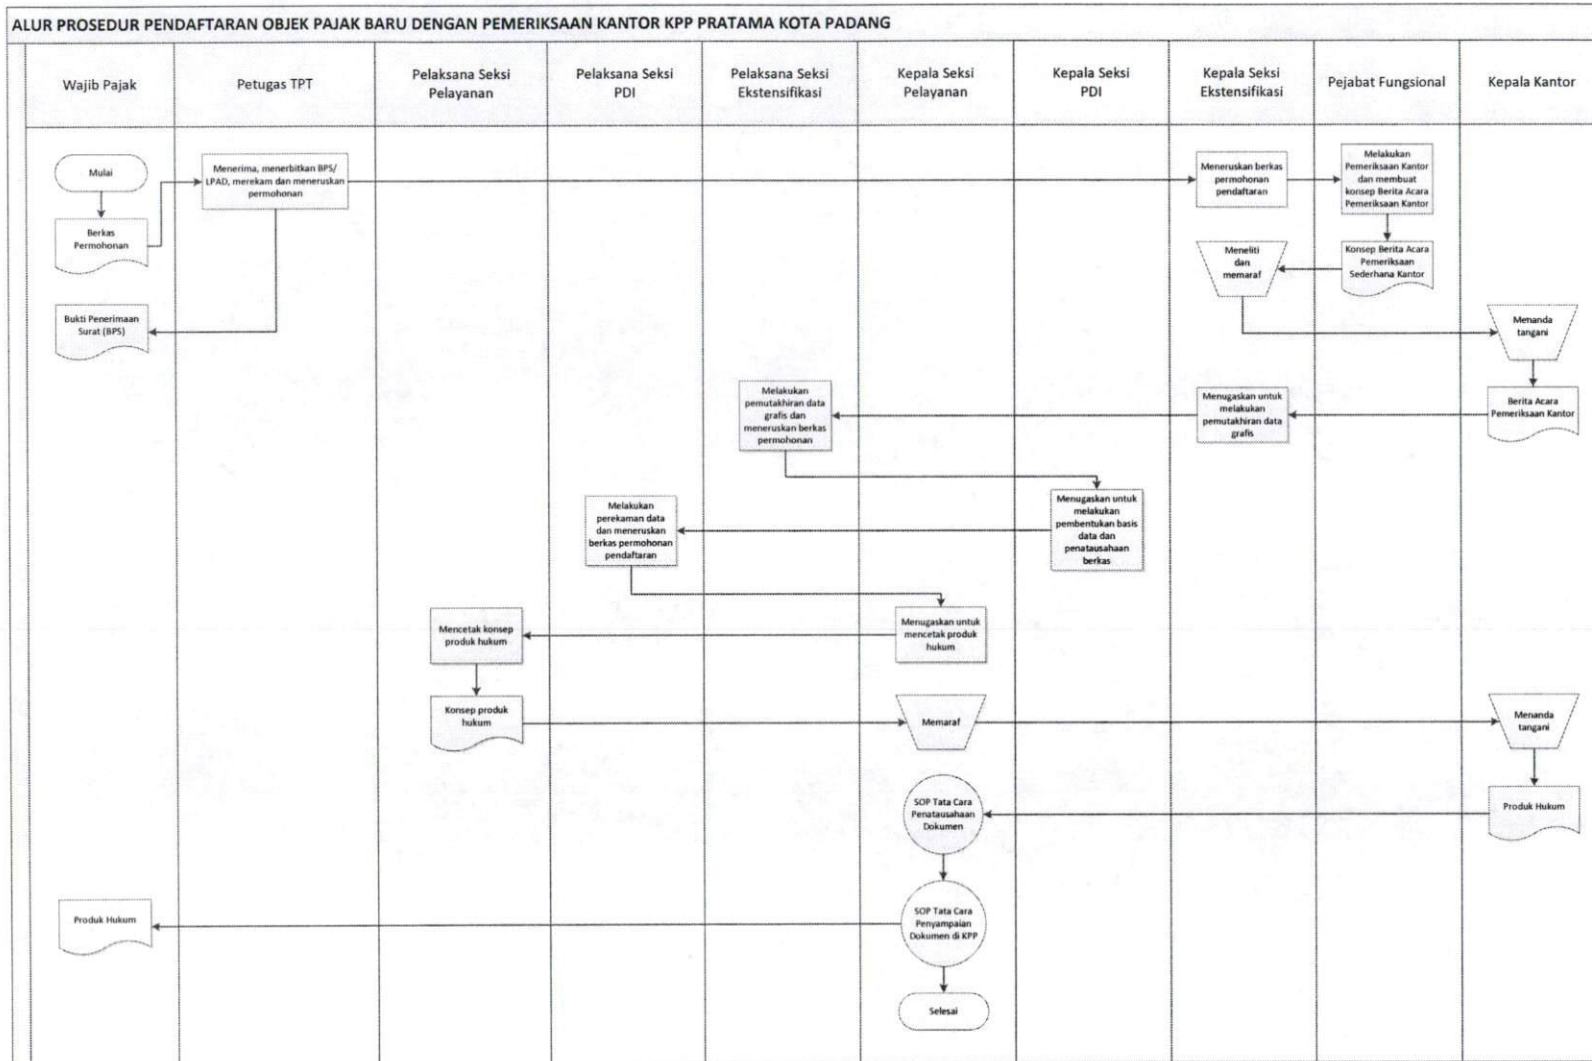 ALUR PROSEDUR PENDAFTARAN OBJEK PAJAK BARU DENGAN PEMERIKSAAN KANTOR KPP PRATAMA KOTA PADANG
Wajib Pajak
Petugas TPT
Pelaksana Seksi
Pelayanan
Pelaksana Seksi
PDI
Pelaksana Seksi
Ekstensifikasi
Kepala Seksi
Pelayanan
Kepala Seksi
PDI
Kepala Seksi
Ekstensifikasi
Pejabat Fungsional
Kepala Kantor
Mulai
Berkas
Permohonan
Menerima, menerbitkan BPS/
LPAD, merekam dan meneruskan
permohonan
Meneruskan berkas
permohonan
pendaftaran
Melakukan
Pemeriksaan Kantor
dan membuat
konsep Berita Acara
Pemeriksaan Kantor
Konsep Berita Acara
Pemeriksaan
Sederhana Kantor
Meneliti
dan
memaraf
Bukti Penerimaan
Surat (BPS)
Menanda
tangani
Berita Acara
Pemeriksaan Kantor
Menugaskan untuk
melakukan
pemutakhiran data
grafis
Melakukan
pemutakhiran data
grafis dan
meneruskan berkas
permohonan
Menugaskan untuk
melakukan
pembentukan basis
data dan
penatausahaan
berkas
Melakukan
perekaman data
dan meneruskan
berkas permohonan
pendaftaran
Menugaskan untuk
mencetak produk
hukum
Mencetak konsep
produk hukum
Konsep produk
hukum
Memaraf
Menanda
tangani
Produk Hukum
SOP Tata Cara
Penatausahaan
Dokumen
SOP Tata Cara
Penyampaian
Dokumen di KPP
Produk Hukum
Selesai